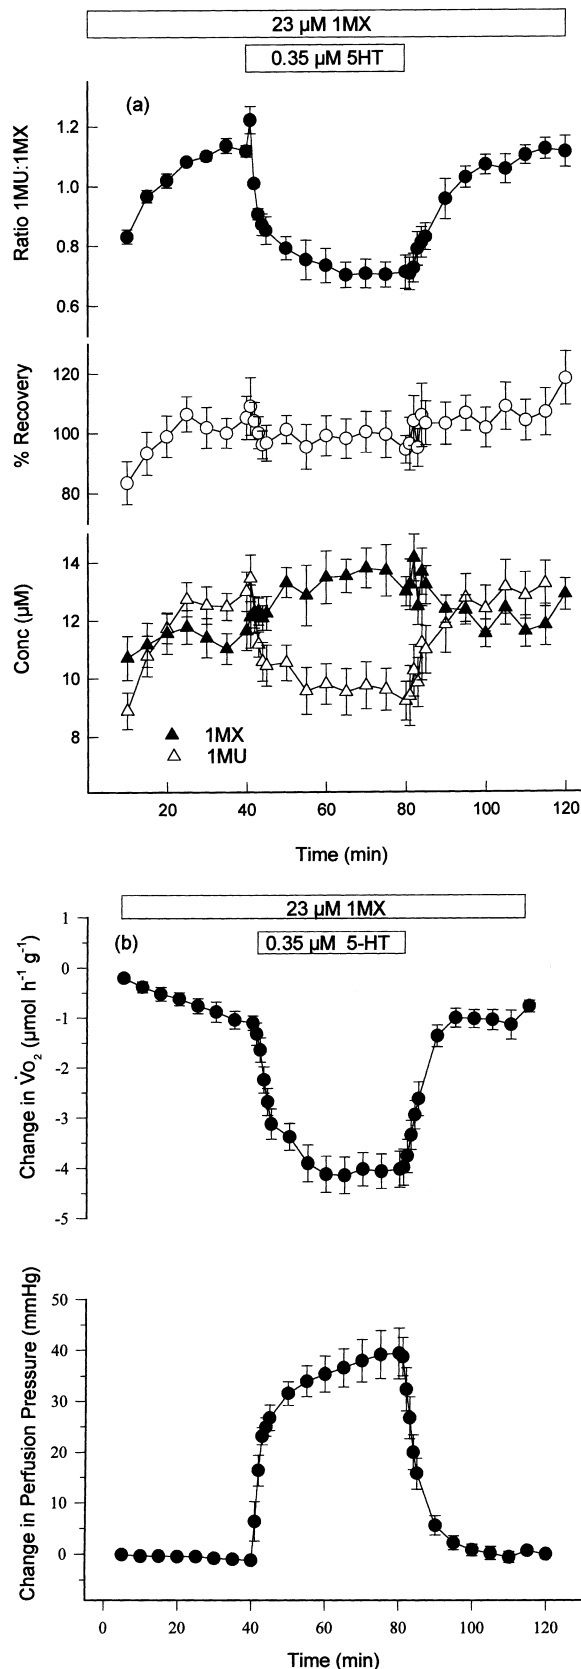 23 µM 1MX
0.35 µM 5HT
(a)
Ratio 1MU:1MX
1.2
1.0
0.8
0.6
% Recovery
120
100
80
Conc (µM)
14
12
10
8
1MX
1MU
20 40 60 80 100 120
Time (min)
23 µM 1MX
(b)
0.35 µM 5-HT
Change in V̇o₂ (µmol h⁻¹ g⁻¹)
1
0
-1
-2
-3
-4
-5
Change in Perfusion Pressure (mmHg)
50
40
30
20
10
0
0 20 40 60 80 100 120
Time (min)